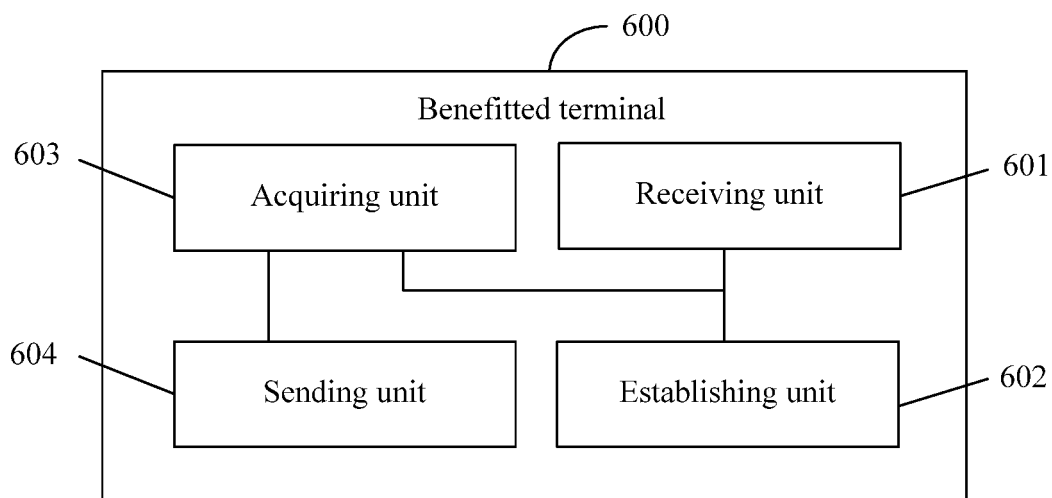 600
Benefitted terminal
603
Acquiring unit
Receiving unit
601
604
Sending unit
Establishing unit
602